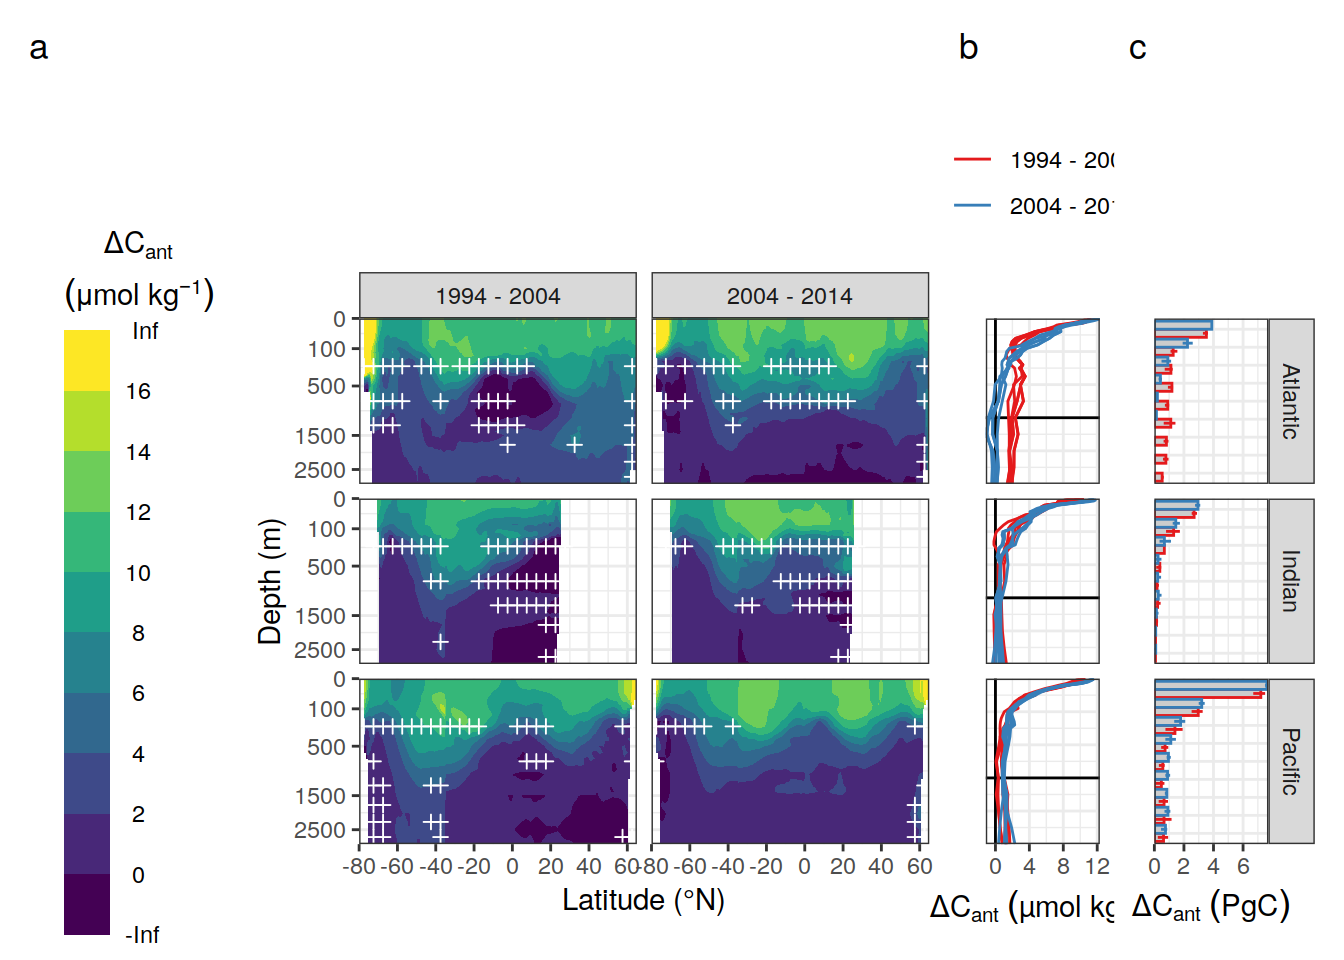 a
b
c
1994 - 200
2004 - 201
ΔCant
(μmol kg−1)
Inf
16
14
12
10
8
6
4
2
0
-Inf
1994 - 2004
2004 - 2014
Depth (m)
0
100
500
1500
2500
Atlantic
0
100
500
1500
2500
Indian
0
100
500
1500
2500
Pacific
-80 -60 -40 -20 0 20 40 60
-80 -60 -40 -20 0 20 40 60
0 4 8 12
0 2 4 6
Latitude (°N)
ΔCant (μmol kg
ΔCant (PgC)